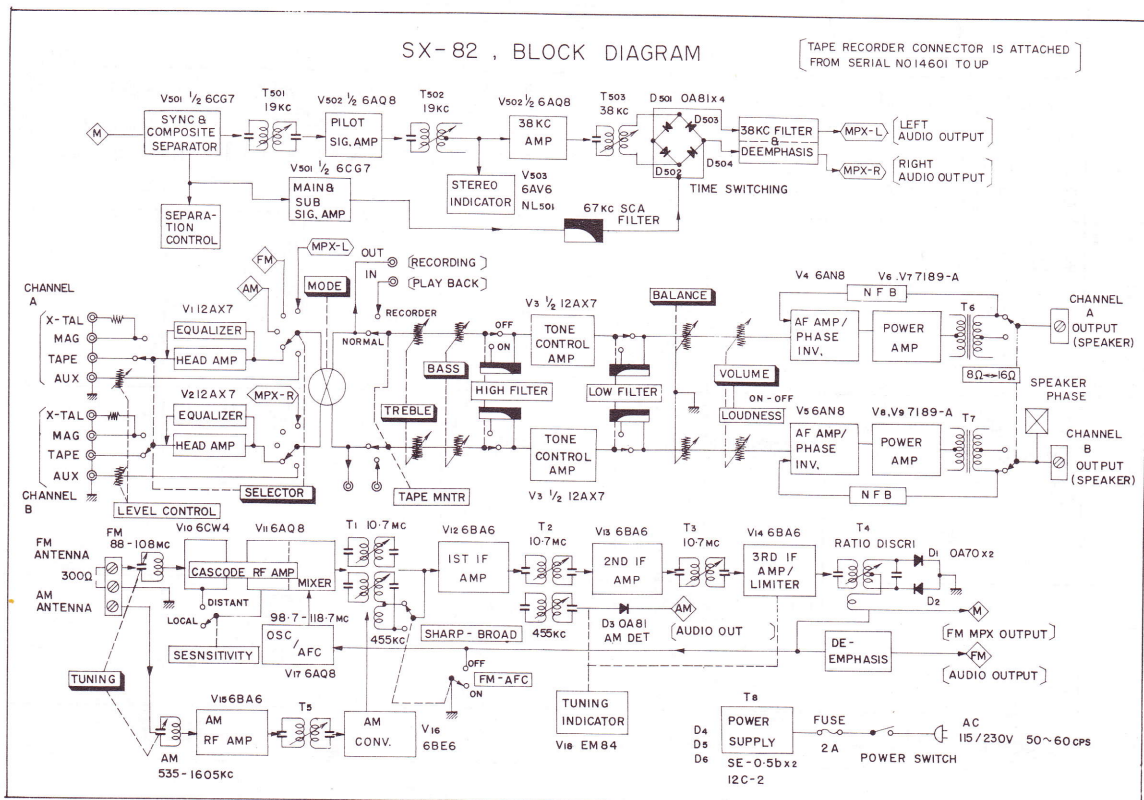 SX-82 , BLOCK DIAGRAM
[TAPE RECORDER CONNECTOR IS ATTACHED
FROM SERIAL NO 14601 TO UP]
V501 1/2 6CG7
T501
19KC
V502 1/2 6AQ8
T502
19KC
V502 1/2 6AQ8
T503
38KC
D501 OA81x4
D503
D504
D502
M
SYNC &
COMPOSITE
SEPARATOR
PILOT
SIG. AMP
38KC
AMP
38KC FILTER
&
DEEMPHASIS
MPX-L
[LEFT
AUDIO OUTPUT]
MPX-R
[RIGHT
AUDIO OUTPUT]
TIME SWITCHING
V501 1/2 6CG7
MAIN &
SUB
SIG. AMP
STEREO
INDICATOR
V503
6AV6
NL501
67KC SCA
FILTER
SEPARA-
TION
CONTROL
FM
AM
MPX-L
OUT
[RECORDING]
IN
[PLAY BACK]
MODE
RECORDER
NORMAL
CHANNEL
A
X-TAL
MAG
TAPE
AUX
V1 12AX7
EQUALIZER
HEAD AMP
V2 12AX7
MPX-R
EQUALIZER
HEAD AMP
X-TAL
MAG
TAPE
AUX
CHANNEL
B
LEVEL CONTROL
SELECTOR
TAPE MNTR
TREBLE
BASS
OFF
ON
HIGH FILTER
V3 1/2 12AX7
TONE
CONTROL
AMP
TONE
CONTROL
AMP
V3 1/2 12AX7
LOW FILTER
BALANCE
VOLUME
ON-OFF
LOUDNESS
V4 6AN8
AF AMP/
PHASE
INV.
V6 .V7 7189-A
NFB
POWER
AMP
T6
8Ω↔16Ω
CHANNEL
A
OUTPUT
(SPEAKER)
SPEAKER
PHASE
V5 6AN8
AF AMP/
PHASE
INV.
V8,V9 7189-A
POWER
AMP
NFB
T7
CHANNEL
B
OUTPUT
(SPEAKER)
FM
ANTENNA
300Ω
AM
ANTENNA
FM
88-108MC
V10 6CW4
V11 6AQ8
CASCODE RF AMP
MIXER
T1 10.7MC
455KC
V12 6BA6
1ST IF
AMP
T2
10.7MC
455KC
V13 6BA6
2ND IF
AMP
T3
10.7MC
V14 6BA6
3RD IF
AMP/
LIMITER
T4
RATIO DISCRI
D1
OA70x2
D2
DISTANT
LOCAL
SESNSITIVITY
98.7-118.7MC
OSC/
AFC
V17 6AQ8
SHARP-BROAD
D3 OA81
AM DET
AM
[AUDIO OUT]
M
[FM MPX OUTPUT]
DE-
EMPHASIS
FM
[AUDIO OUTPUT]
OFF
ON
FM-AFC
TUNING
AM
535-1605KC
V15 6BA6
AM
RF AMP
T5
AM
CONV.
V16
6BE6
TUNING
INDICATOR
V18 EM84
T8
D4
D5
D6
POWER
SUPPLY
SE-0.5bx2
12C-2
FUSE
2A
POWER SWITCH
AC
115/230V 50~60CPS